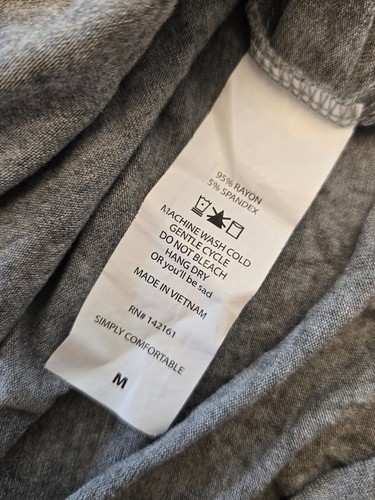 95% RAYON
5% SPANDEX
MACHINE WASH COLD
GENTLE CYCLE
DO NOT BLEACH
HANG DRY
OR you'll be sad
MADE IN VIETNAM
RN# 142161
SIMPLY COMFORTABLE
M